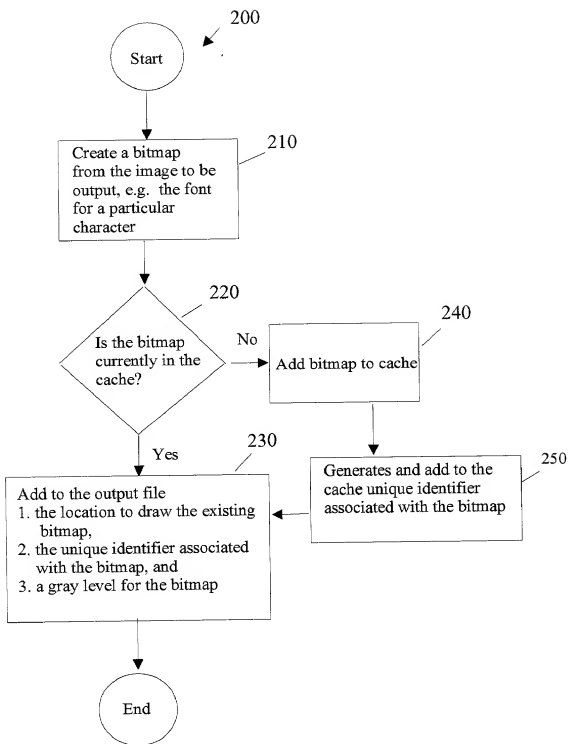 200
Start
210
Create a bitmap
from the image to be
output, e.g. the font
for a particular
character
220
Is the bitmap
currently in the
cache?
No
240
Add bitmap to cache
Yes
230
250
Generates and add to the
cache unique identifier
associated with the bitmap
Add to the output file
1. the location to draw the existing
bitmap,
2. the unique identifier associated
with the bitmap, and
3. a gray level for the bitmap
End